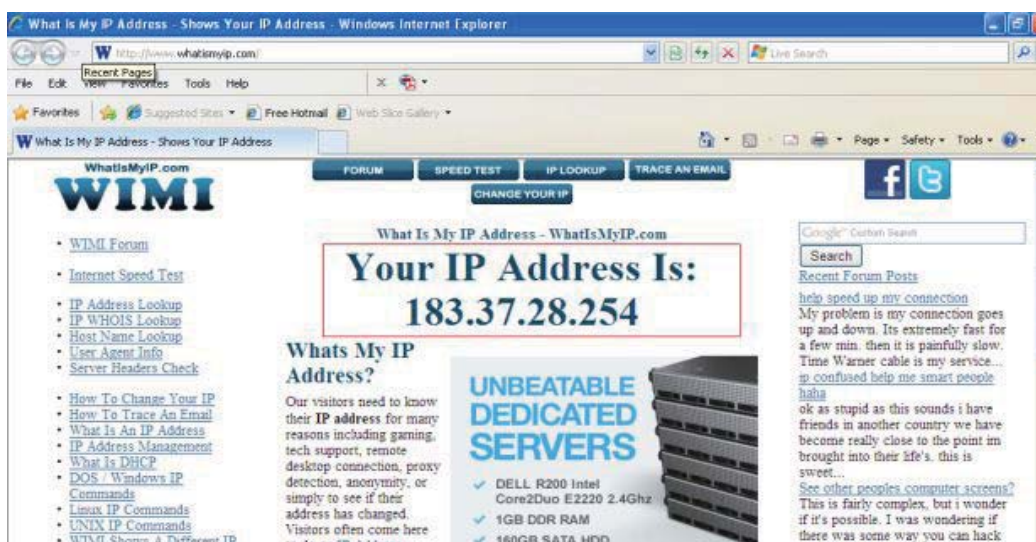 What Is My IP Address - Shows Your IP Address - Windows Internet Explorer
http://www.whatismyip.com/
Live Search
File Edit View Favorites Tools Help
Recent Pages
Favorites Suggested Sites Free Hotmail Web Slice Gallery
What Is My IP Address - Shows Your IP Address
Page Safety Tools
WhatIsMyIP.com
WIMI
FORUM SPEED TEST IP LOOKUP TRACE AN EMAIL
CHANGE YOUR IP
WIMI Forum
Internet Speed Test
IP Address Lookup
IP WHOIS Lookup
Host Name Lookup
User Agent Info
Server Headers Check
How To Change Your IP
How To Trace An Email
What Is An IP Address
IP Address Management
What Is DHCP
DOS / Windows IP
Commands
Linux IP Commands
UNIX IP Commands
WIMI Shows A Different IP
What Is My IP Address - WhatIsMyIP.com
Your IP Address Is:
183.37.28.254
Whats My IP
Address?
Our visitors need to know
their IP address for many
reasons including gaming,
tech support, remote
desktop connection, proxy
detection, anonymity, or
simply to see if their
address has changed.
Visitors often come here
UNBEATABLE
DEDICATED
SERVERS
DELL R200 Intel
Core2Duo E2220 2.4Ghz
1GB DDR RAM
160GB SATA HDD
Google Custom Search
Search
Recent Forum Posts
help speed up my connection
My problem is my connection goes
up and down. Its extremely fast for
a few min. then it is painfully slow.
Time Warner cable is my service...
ip confused help me smart people
haha
ok as stupid as this sounds i have
friends in another country we have
become really close to the point im
brought into their life's. this is
sweet...
See other peoples computer screens?
This is fairly complex, but i wonder
if it's possible. I was wondering if
there was some way you can hack